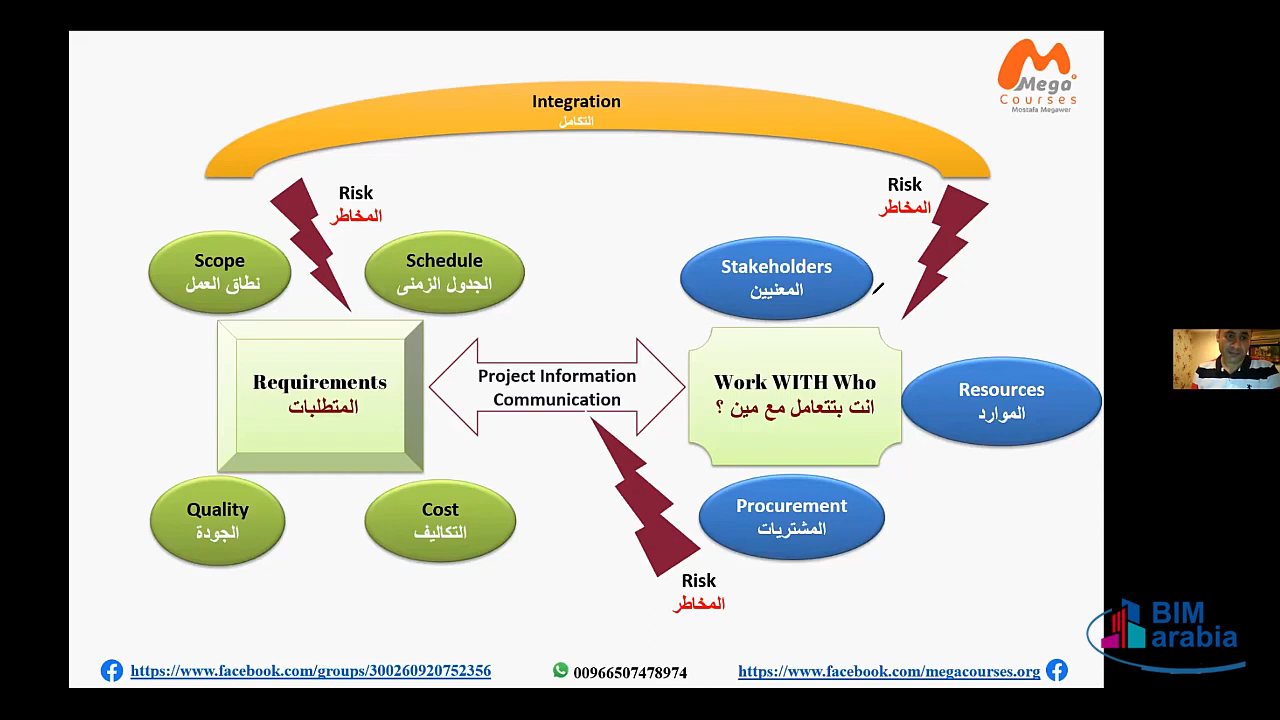 Mega
Courses
Mostafa Megawer
Integration
التكامل
Risk
المخاطر
Risk
المخاطر
Scope
نطاق العمل
Schedule
الجدول الزمنى
Stakeholders
المعنيين
Requirements
المتطلبات
Project Information
Communication
Work WITH Who
انت بتتعامل مع مين ؟
Resources
الموارد
Quality
الجودة
Cost
التكاليف
Procurement
المشتريات
Risk
المخاطر
BIM
arabia
https://www.facebook.com/groups/300260920752356
00966507478974
https://www.facebook.com/megacourses.org